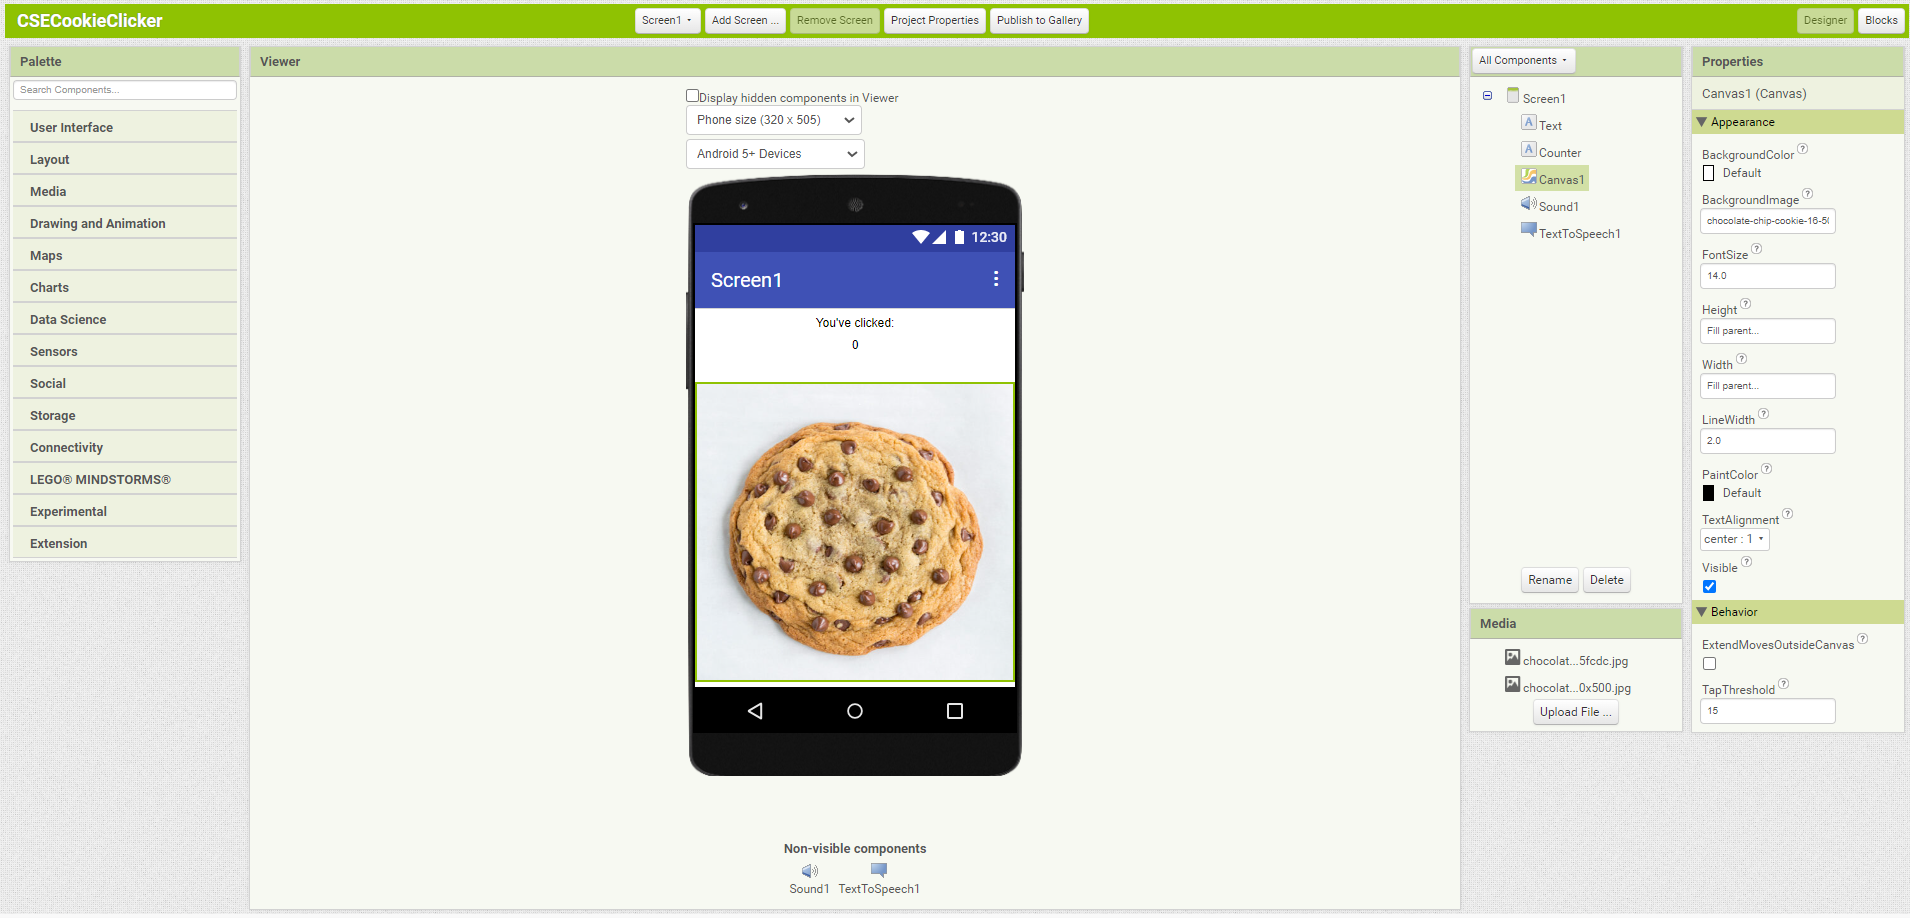 CSECookieClicker
Screen1
Add Screen ...
Remove Screen
Project Properties
Publish to Gallery
Designer
Blocks
Palette
Search Components...
User Interface
Layout
Media
Drawing and Animation
Maps
Charts
Data Science
Sensors
Social
Storage
Connectivity
LEGO® MINDSTORMS®
Experimental
Extension
Viewer
Display hidden components in Viewer
Phone size (320 x 505)
Android 5+ Devices
12:30
Screen1
You've clicked:
0
Non-visible components
Sound1
TextToSpeech1
All Components
Screen1
A Text
A Counter
Canvas1
Sound1
TextToSpeech1
Rename
Delete
Media
chocolat...5fcdc.jpg
chocolat...0x500.jpg
Upload File ...
Properties
Canvas1 (Canvas)
Appearance
BackgroundColor ?
Default
BackgroundImage ?
chocolate-chip-cookie-16-50
FontSize ?
14.0
Height ?
Fill parent...
Width ?
Fill parent...
LineWidth ?
2.0
PaintColor ?
Default
TextAlignment ?
center : 1
Visible ?
Behavior
ExtendMovesOutsideCanvas ?
TapThreshold ?
15